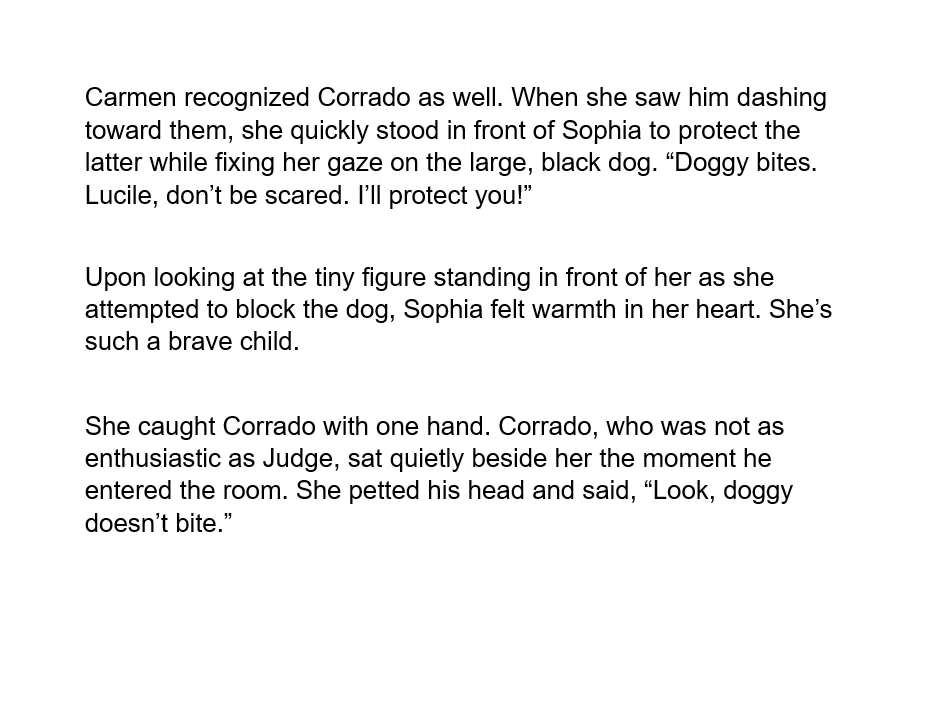 Carmen recognized Corrado as well. When she saw him dashing
toward them, she quickly stood in front of Sophia to protect the
latter while fixing her gaze on the large, black dog. “Doggy bites.
Lucile, don’t be scared. I’ll protect you!”
Upon looking at the tiny figure standing in front of her as she
attempted to block the dog, Sophia felt warmth in her heart. She’s
such a brave child.
She caught Corrado with one hand. Corrado, who was not as
enthusiastic as Judge, sat quietly beside her the moment he
entered the room. She petted his head and said, “Look, doggy
doesn’t bite.”